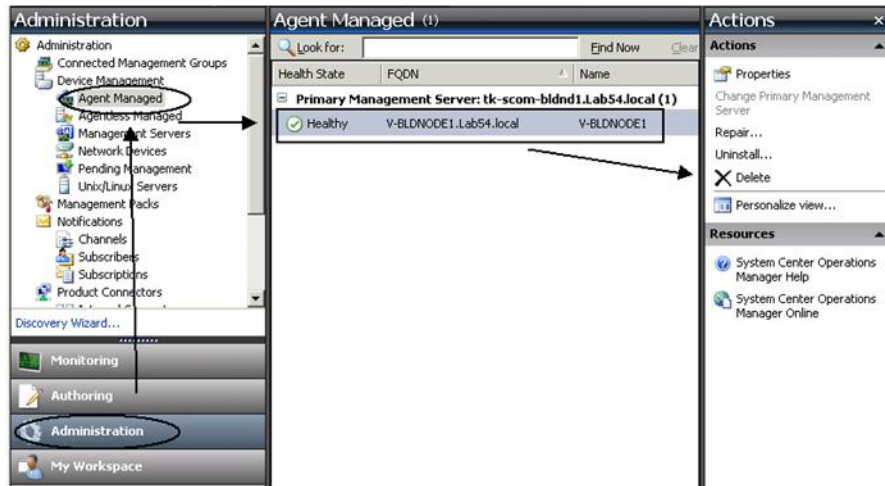 Administration
Administration
Connected Management Groups
Device Management
Agent Managed
Agentless Managed
Management Servers
Network Devices
Pending Management
Unix/Linux Servers
Management Packs
Notifications
Channels
Subscribers
Subscriptions
Product Connectors
Discovery Wizard...
Monitoring
Authoring
Administration
My Workspace
Agent Managed (1)
Look for: Find Now Clear
Health State FQDN Name
Primary Management Server: tk-scom-bldnd1.Lab54.local (1)
Healthy V-BLDNODE1.Lab54.local V-BLDNODE1
Actions
Actions
Properties
Change Primary Management
Server
Repair...
Uninstall...
Delete
Personalize view...
Resources
System Center Operations
Manager Help
System Center Operations
Manager Online